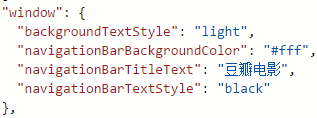 "window": {
"backgroundTextStyle": "light",
"navigationBarBackgroundColor": "#fff",
"navigationBarTitleText": "豆瓣电影",
"navigationBarTextStyle": "black"
},